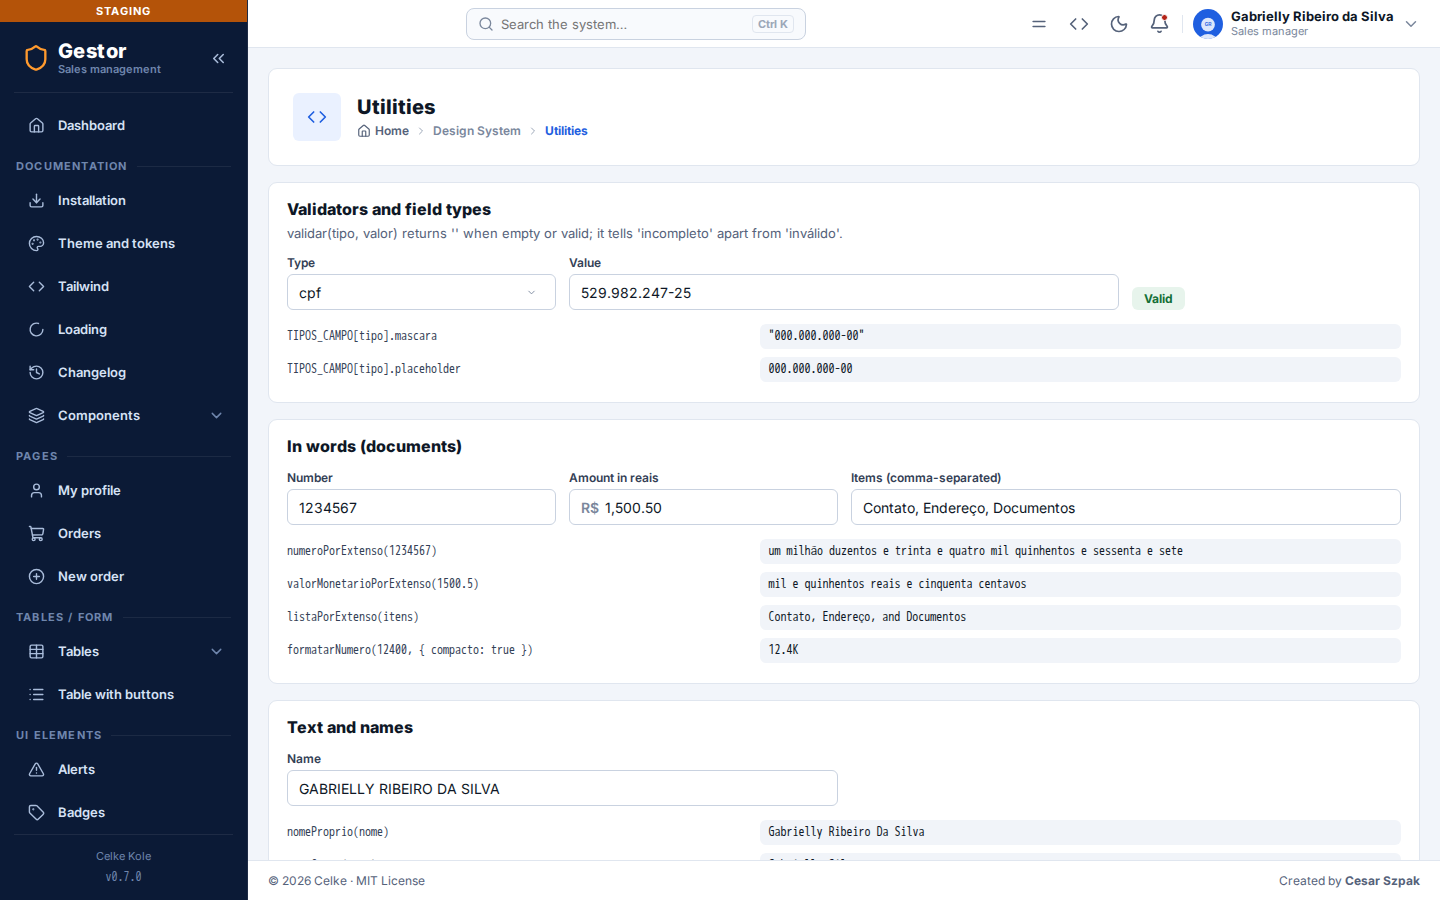 STAGING
Gestor
Sales management
Dashboard
DOCUMENTATION
Installation
Theme and tokens
Tailwind
Loading
Changelog
Components
PAGES
My profile
Orders
New order
TABLES / FORM
Tables
Table with buttons
UI ELEMENTS
Alerts
Badges
Celke Kole
v0.7.0
Search the system...
Ctrl K
GR
Gabrielly Ribeiro da Silva
Sales manager
Utilities
Home
Design System
Utilities
Validators and field types
validar(tipo, valor) returns '' when empty or valid; it tells 'incompleto' apart from 'inválido'.
Type
Value
cpf
529.982.247-25
Valid
TIPOS_CAMPO[tipo].mascara
"000.000.000-00"
TIPOS_CAMPO[tipo].placeholder
000.000.000-00
In words (documents)
Number
Amount in reais
Items (comma-separated)
1234567
R$ 1,500.50
Contato, Endereço, Documentos
numeroPorExtenso(1234567)
um milhão duzentos e trinta e quatro mil quinhentos e sessenta e sete
valorMonetarioPorExtenso(1500.5)
mil e quinhentos reais e cinquenta centavos
listaPorExtenso(itens)
Contato, Endereço, and Documentos
formatarNumero(12400, { compacto: true })
12.4K
Text and names
Name
GABRIELLY RIBEIRO DA SILVA
nomeProprio(nome)
Gabrielly Ribeiro Da Silva
© 2026 Celke · MIT License
Created by Cesar Szpak